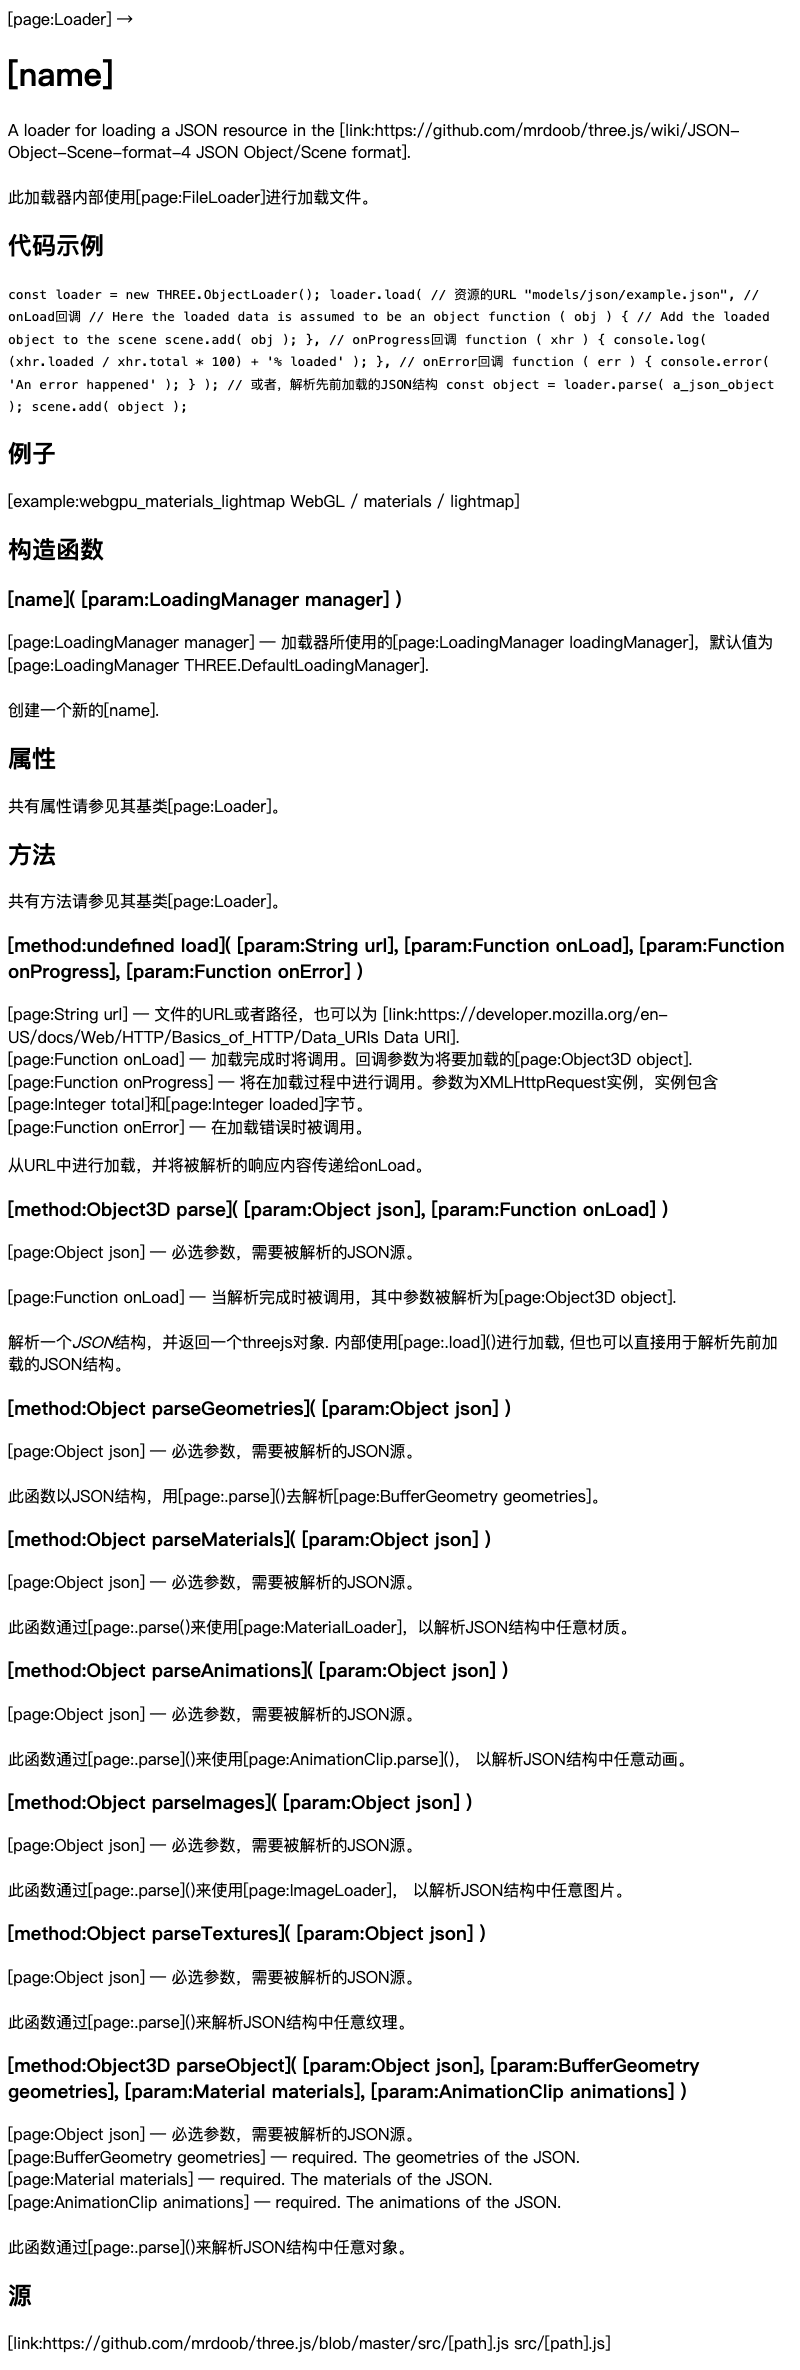 [page:Loader] →
[name]
A loader for loading a JSON resource in the [link:https://github.com/mrdoob/three.js/wiki/JSON-
Object-Scene-format-4 JSON Object/Scene format].
此加载器内部使用[page:FileLoader]进行加载文件。
代码示例
const loader = new THREE.ObjectLoader(); loader.load( // 资源的URL "models/json/example.json", //
onLoad回调 // Here the loaded data is assumed to be an object function ( obj ) { // Add the loaded
object to the scene scene.add( obj ); }, // onProgress回调 function ( xhr ) { console.log(
(xhr.loaded / xhr.total * 100) + '% loaded' ); }, // onError回调 function ( err ) { console.error(
'An error happened' ); } ); // 或者，解析先前加载的JSON结构 const object = loader.parse( a_json_object
); scene.add( object );
例子
[example:webgpu_materials_lightmap WebGL / materials / lightmap]
构造函数
[name]( [param:LoadingManager manager] )
[page:LoadingManager manager] — 加载器所使用的[page:LoadingManager loadingManager]，默认值为
[page:LoadingManager THREE.DefaultLoadingManager].
创建一个新的[name].
属性
共有属性请参见其基类[page:Loader]。
方法
共有方法请参见其基类[page:Loader]。
[method:undefined load]( [param:String url], [param:Function onLoad], [param:Function
onProgress], [param:Function onError] )
[page:String url] — 文件的URL或者路径，也可以为 [link:https://developer.mozilla.org/en-
US/docs/Web/HTTP/Basics_of_HTTP/Data_URIs Data URI].
[page:Function onLoad] — 加载完成时将调用。回调参数为将要加载的[page:Object3D object].
[page:Function onProgress] — 将在加载过程中进行调用。参数为XMLHttpRequest实例，实例包含
[page:Integer total]和[page:Integer loaded]字节。
[page:Function onError] — 在加载错误时被调用。
从URL中进行加载，并将被解析的响应内容传递给onLoad。
[method:Object3D parse]( [param:Object json], [param:Function onLoad] )
[page:Object json] — 必选参数，需要被解析的JSON源。
[page:Function onLoad] — 当解析完成时被调用，其中参数被解析为[page:Object3D object].
解析一个JSON结构，并返回一个threejs对象. 内部使用[page:.load]()进行加载, 但也可以直接用于解析先前加
载的JSON结构。
[method:Object parseGeometries]( [param:Object json] )
[page:Object json] — 必选参数，需要被解析的JSON源。
此函数以JSON结构，用[page:.parse]()去解析[page:BufferGeometry geometries]。
[method:Object parseMaterials]( [param:Object json] )
[page:Object json] — 必选参数，需要被解析的JSON源。
此函数通过[page:.parse()来使用[page:MaterialLoader]，以解析JSON结构中任意材质。
[method:Object parseAnimations]( [param:Object json] )
[page:Object json] — 必选参数，需要被解析的JSON源。
此函数通过[page:.parse]()来使用[page:AnimationClip.parse]()， 以解析JSON结构中任意动画。
[method:Object parseImages]( [param:Object json] )
[page:Object json] — 必选参数，需要被解析的JSON源。
此函数通过[page:.parse]()来使用[page:ImageLoader]， 以解析JSON结构中任意图片。
[method:Object parseTextures]( [param:Object json] )
[page:Object json] — 必选参数，需要被解析的JSON源。
此函数通过[page:.parse]()来解析JSON结构中任意纹理。
[method:Object3D parseObject]( [param:Object json], [param:BufferGeometry
geometries], [param:Material materials], [param:AnimationClip animations] )
[page:Object json] — 必选参数，需要被解析的JSON源。
[page:BufferGeometry geometries] — required. The geometries of the JSON.
[page:Material materials] — required. The materials of the JSON.
[page:AnimationClip animations] — required. The animations of the JSON.
此函数通过[page:.parse]()来解析JSON结构中任意对象。
源
[link:https://github.com/mrdoob/three.js/blob/master/src/[path].js src/[path].js]